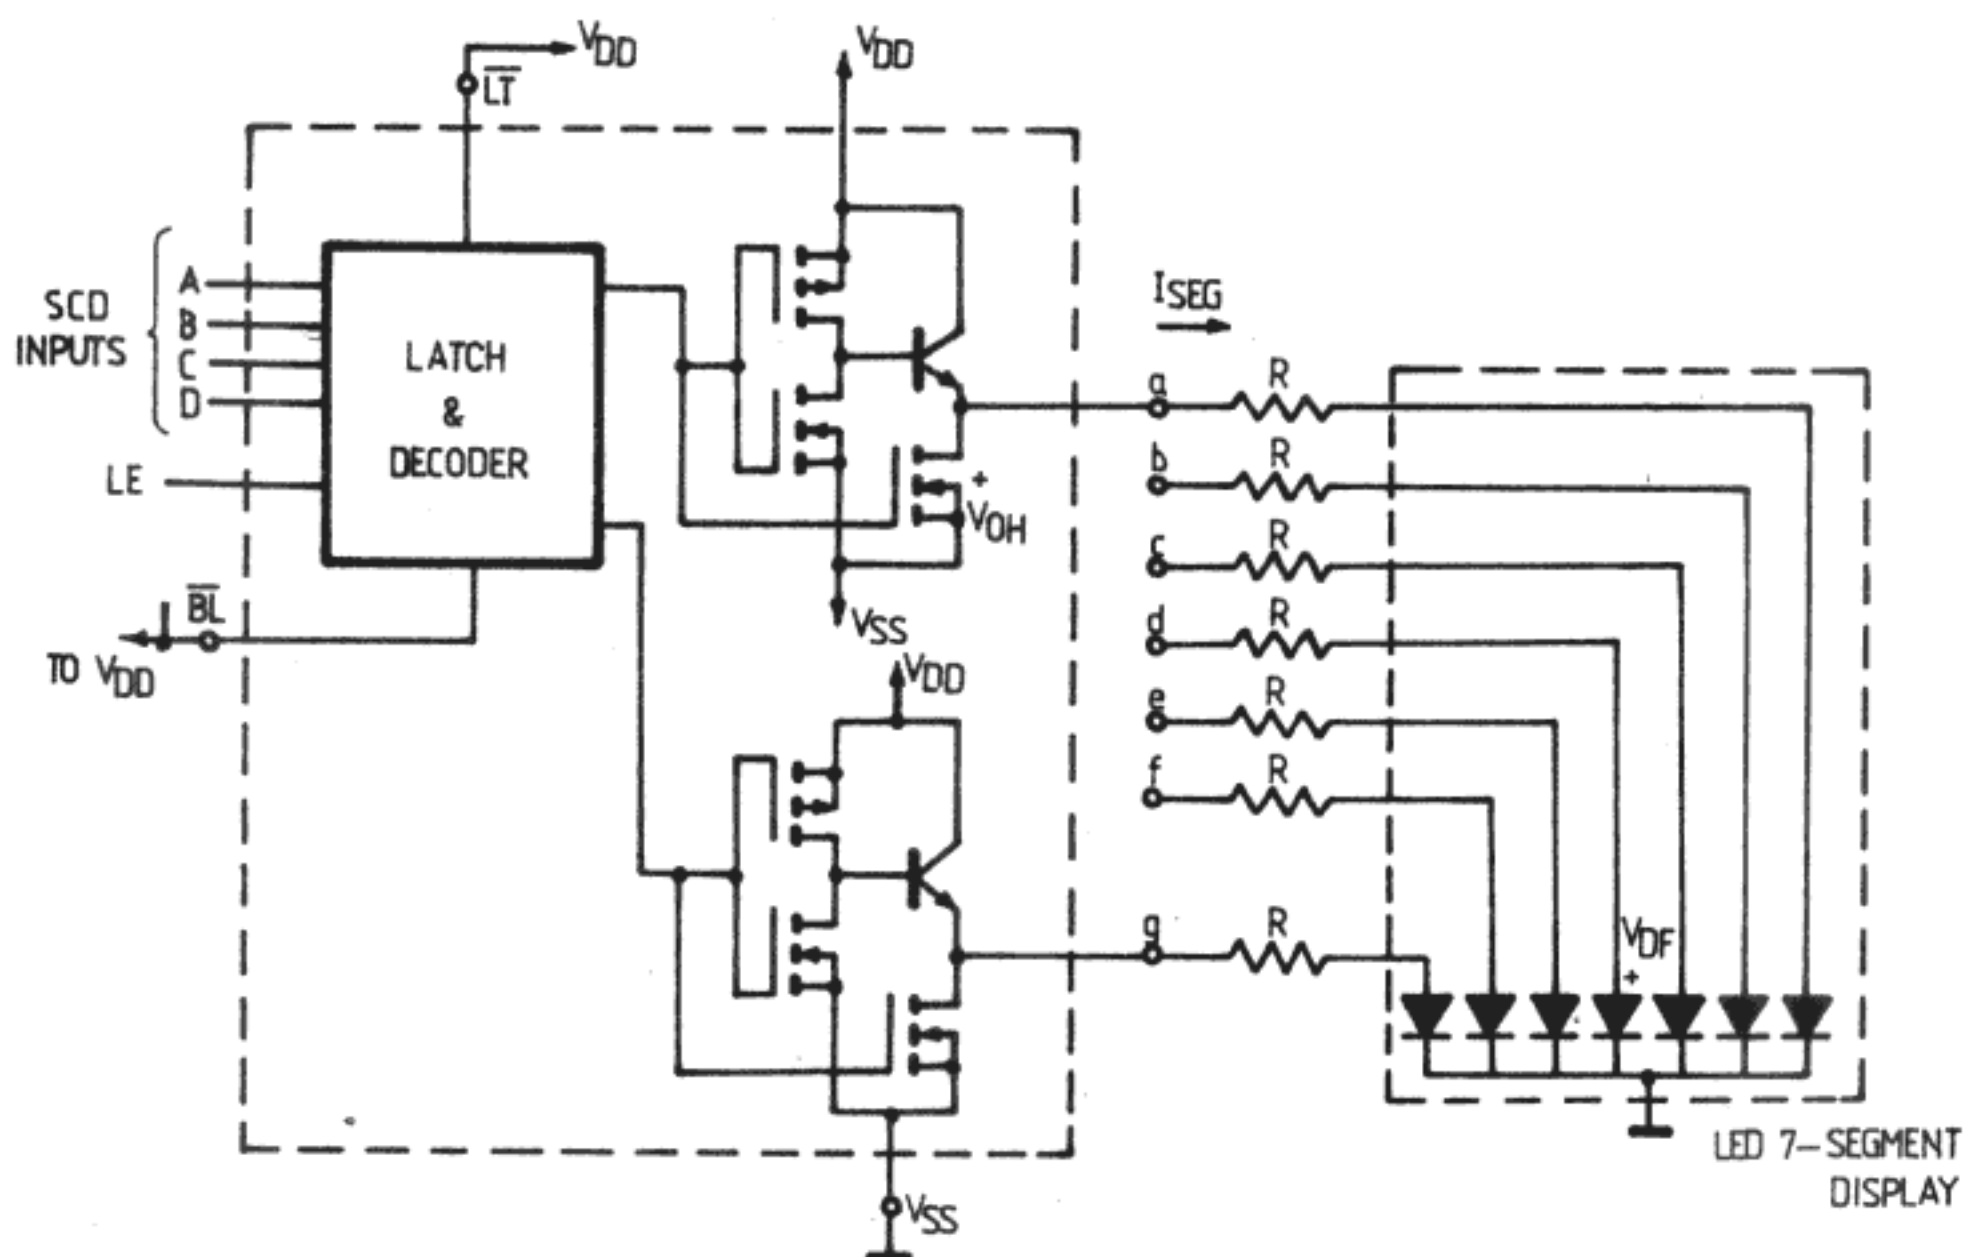 VDD
LT
VDD
SCD
INPUTS
A
B
C
D
LE
LATCH
&
DECODER
BL
TO VDD
+
VOH
VSS
VDD
ISEG
a
R
b
R
c
R
d
R
e
R
f
R
g
R
VDF
+
LED 7-SEGMENT
DISPLAY
VSS